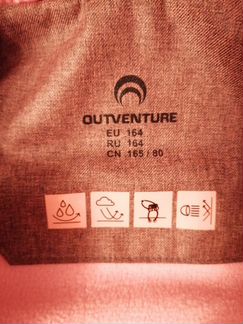 OUTVENTURE
EU 164
RU 164
CN 165 / 80